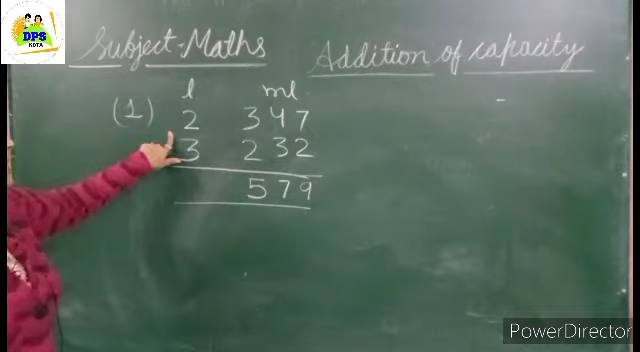 DPS
KOTA
Subject-Maths Addition of capacity
l ml
(1) 2 347
3 232
579
PowerDirector